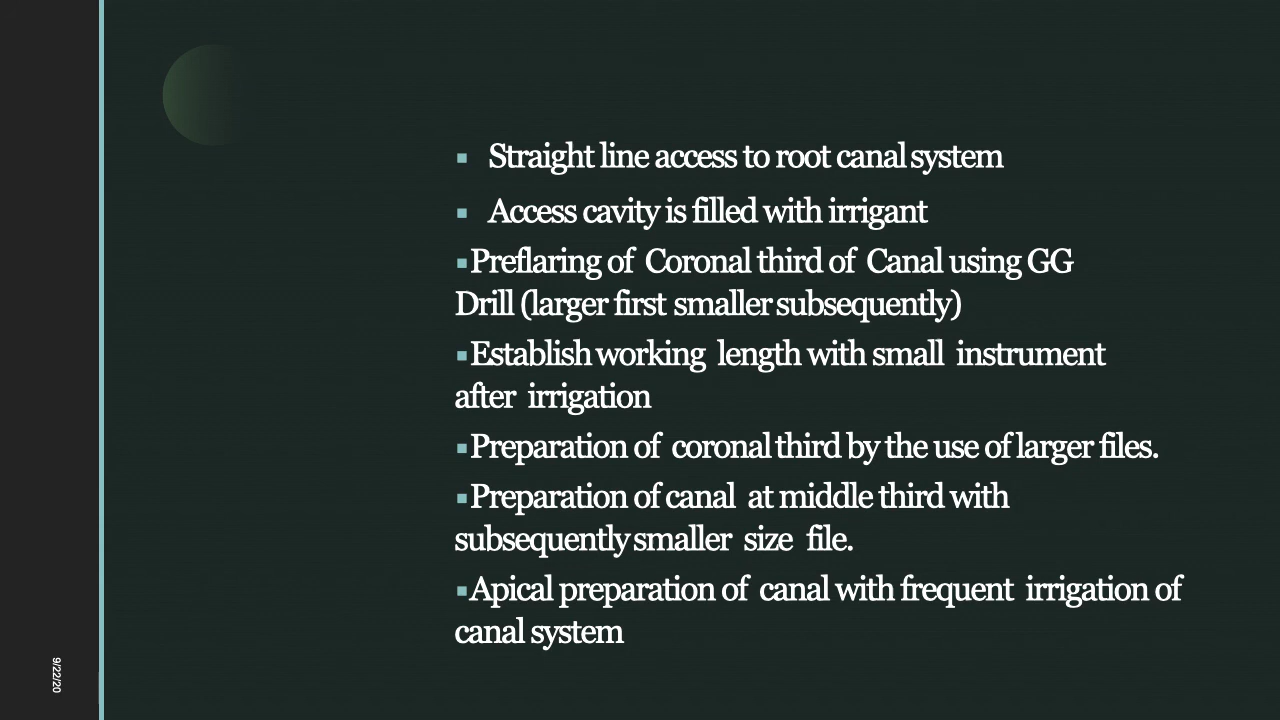 ▪ Straight line access to root canal system
▪ Access cavity is filled with irrigant
▪Preflaring of Coronal third of Canal using GG
Drill (larger first smaller subsequently)
▪Establish working length with small instrument
after irrigation
▪Preparation of coronal third by the use of larger files.
▪Preparation of canal at middle third with
subsequently smaller size file.
▪Apical preparation of canal with frequent irrigation of
canal system
9/22/20